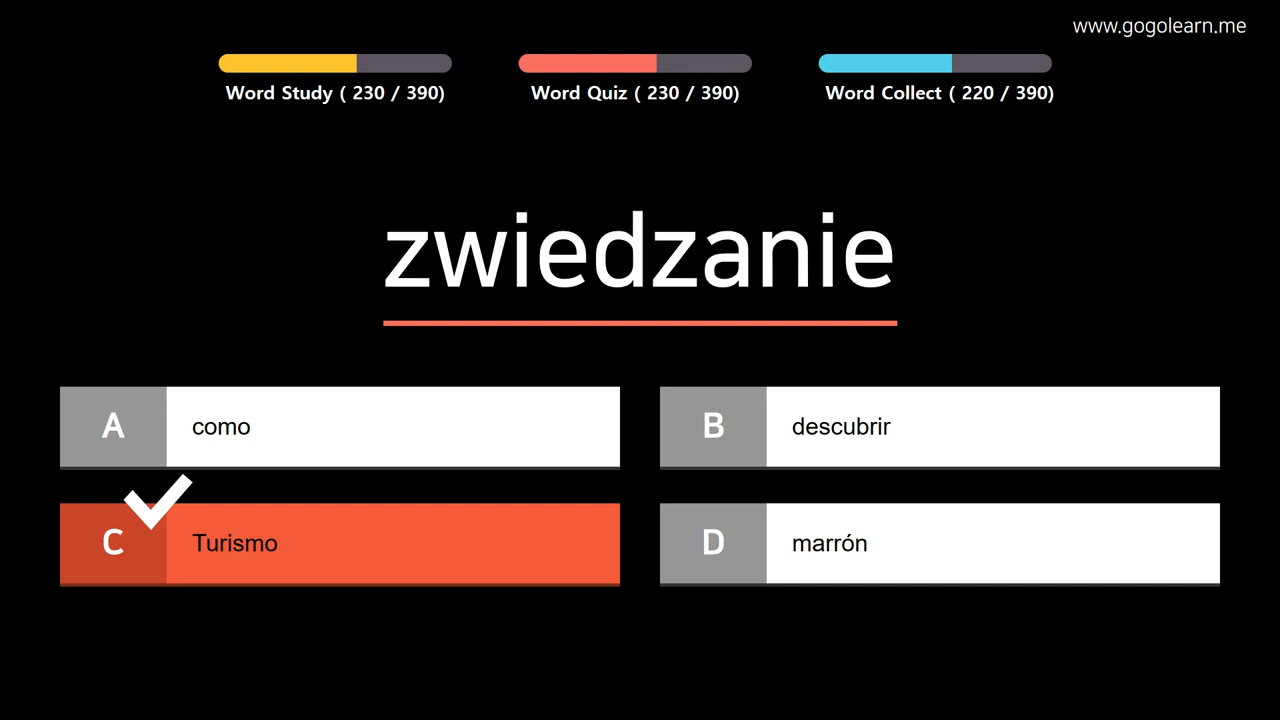 www.gogolearn.me
Word Study ( 230 / 390)
Word Quiz ( 230 / 390)
Word Collect ( 220 / 390)
zwiedzanie
A como
B descubrir
C Turismo
D marrón